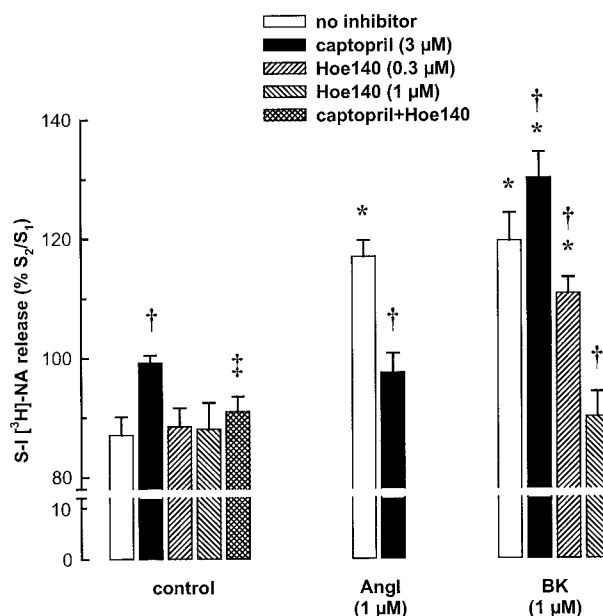 no inhibitor
captopril (3 µM)
Hoe140 (0.3 µM)
Hoe140 (1 µM)
captopril+Hoe140
S-I [³H]-NA release (% S₂/S₁)
140
120
100
80
10
0
†
‡
*
†
*
†
*
†
*
†
control
AngI
(1 µM)
BK
(1 µM)